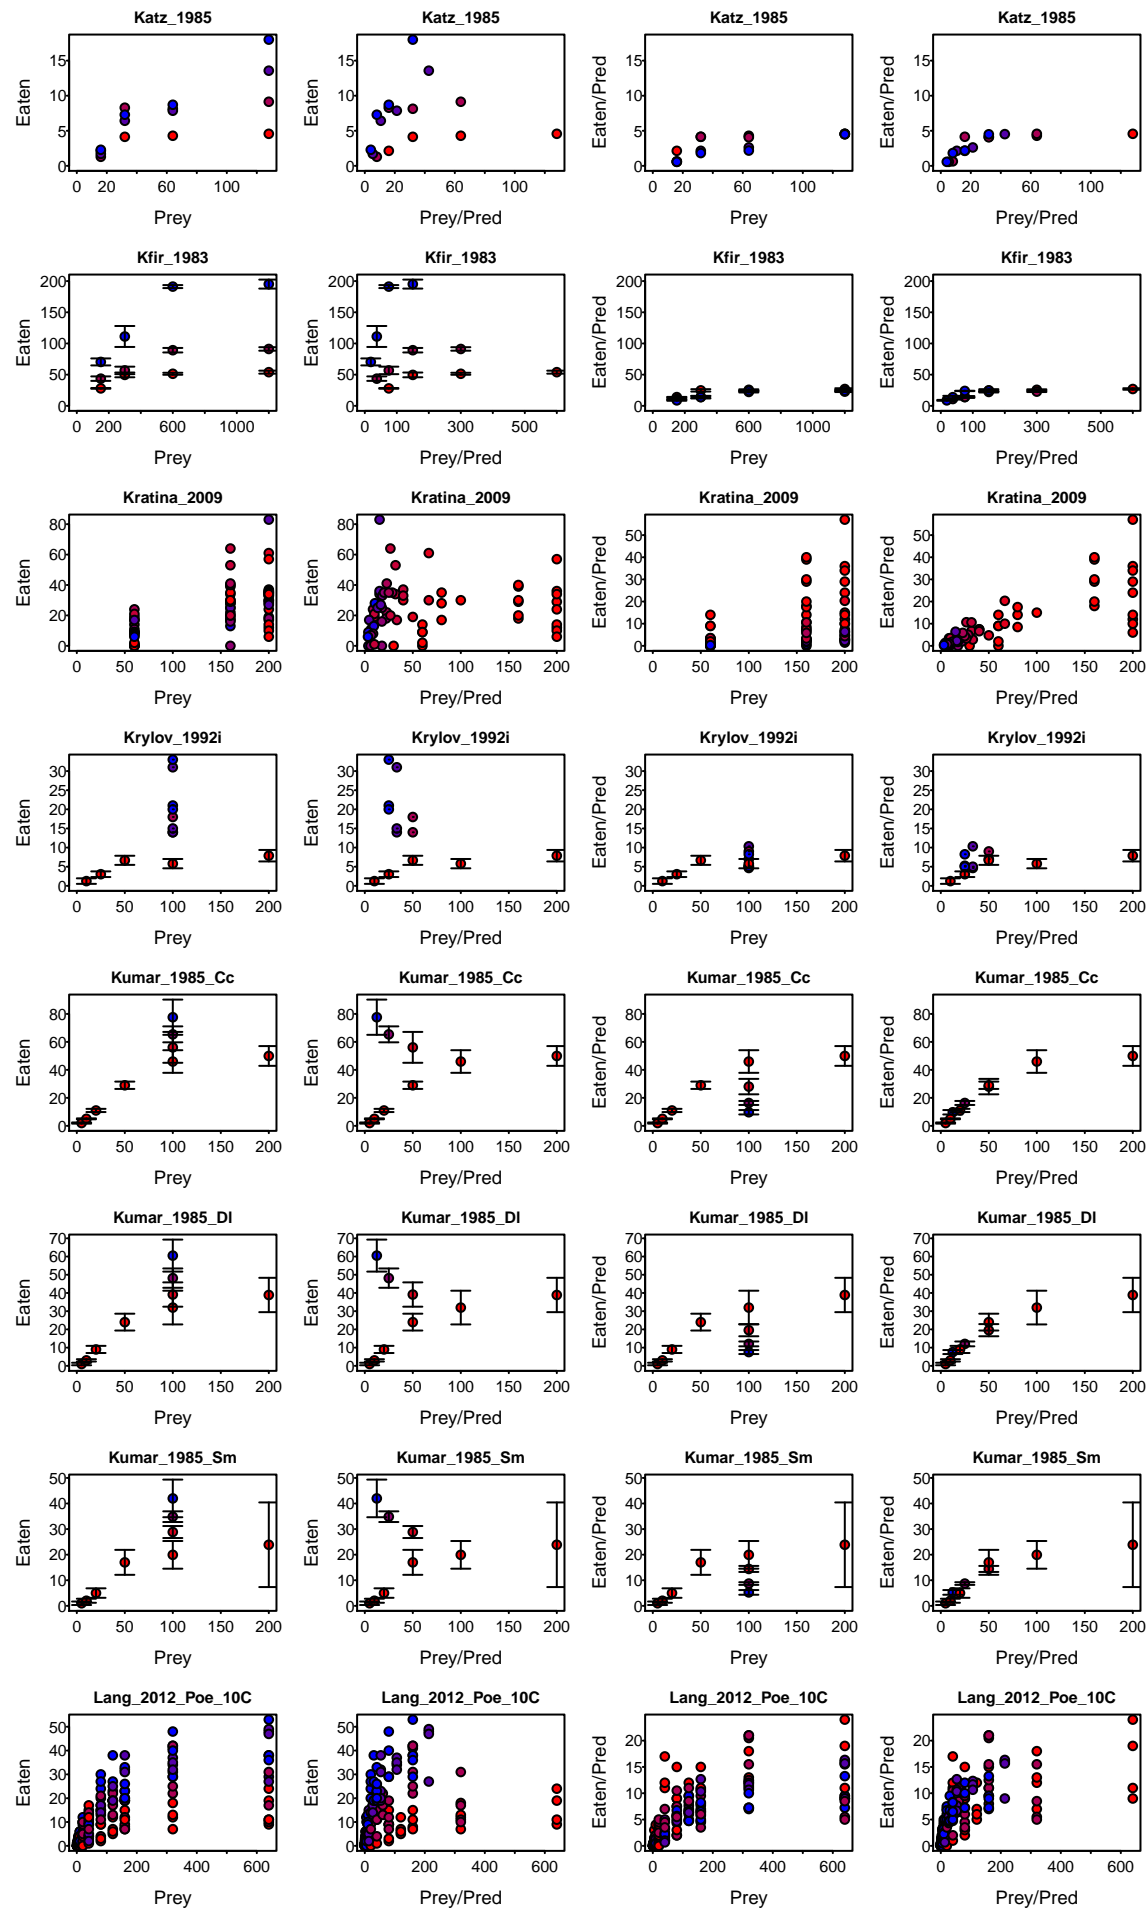 Katz_1985 Katz_1985 Katz_1985 Katz_1985
15 15 15 15
10 10 10 10
5 5 5 5
0 0 0 0
Eaten Eaten Eaten/Pred Eaten/Pred
0 20 60 100 0 20 60 100 0 20 60 100 0 20 60 100
Prey Prey/Pred Prey Prey/Pred
Kfir_1983 Kfir_1983 Kfir_1983 Kfir_1983
200 200 200 200
150 150 150 150
100 100 100 100
50 50 50 50
0 0 0 0
Eaten Eaten Eaten/Pred Eaten/Pred
0 200 600 1000 0 100 300 500 0 200 600 1000 0 100 300 500
Prey Prey/Pred Prey Prey/Pred
Kratina_2009 Kratina_2009 Kratina_2009 Kratina_2009
80 80
50 50
60 60
40 40
40 40 30 30
20 20
20 20
10 10
0 0 0 0
Eaten Eaten Eaten/Pred Eaten/Pred
0 50 100 150 200 0 50 100 150 200 0 50 100 150 200 0 50 100 150 200
Prey Prey/Pred Prey Prey/Pred
Krylov_1992i Krylov_1992i Krylov_1992i Krylov_1992i
30 30 30 30
25 25 25 25
20 20 20 20
15 15 15 15
10 10 10 10
5 5 5 5
0 0 0 0
Eaten Eaten Eaten/Pred Eaten/Pred
0 50 100 150 200 0 50 100 150 200 0 50 100 150 200 0 50 100 150 200
Prey Prey/Pred Prey Prey/Pred
Kumar_1985_Cc Kumar_1985_Cc Kumar_1985_Cc Kumar_1985_Cc
80 80 80 80
60 60 60 60
40 40 40 40
20 20 20 20
0 0 0 0
Eaten Eaten Eaten/Pred Eaten/Pred
0 50 100 150 200 0 50 100 150 200 0 50 100 150 200 0 50 100 150 200
Prey Prey/Pred Prey Prey/Pred
Kumar_1985_Dl Kumar_1985_Dl Kumar_1985_Dl Kumar_1985_Dl
70 70 70 70
60 60 60 60
50 50 50 50
40 40 40 40
30 30 30 30
20 20 20 20
10 10 10 10
0 0 0 0
Eaten Eaten Eaten/Pred Eaten/Pred
0 50 100 150 200 0 50 100 150 200 0 50 100 150 200 0 50 100 150 200
Prey Prey/Pred Prey Prey/Pred
Kumar_1985_Sm Kumar_1985_Sm Kumar_1985_Sm Kumar_1985_Sm
50 50 50 50
40 40 40 40
30 30 30 30
20 20 20 20
10 10 10 10
0 0 0 0
Eaten Eaten Eaten/Pred Eaten/Pred
0 50 100 150 200 0 50 100 150 200 0 50 100 150 200 0 50 100 150 200
Prey Prey/Pred Prey Prey/Pred
Lang_2012_Poe_10C Lang_2012_Poe_10C Lang_2012_Poe_10C Lang_2012_Poe_10C
50 50
20 20
40 40
15 15
30 30
10 10
20 20
10 10 5 5
0 0 0 0
Eaten Eaten Eaten/Pred Eaten/Pred
0 200 400 600 0 200 400 600 0 200 400 600 0 200 400 600
Prey Prey/Pred Prey Prey/Pred